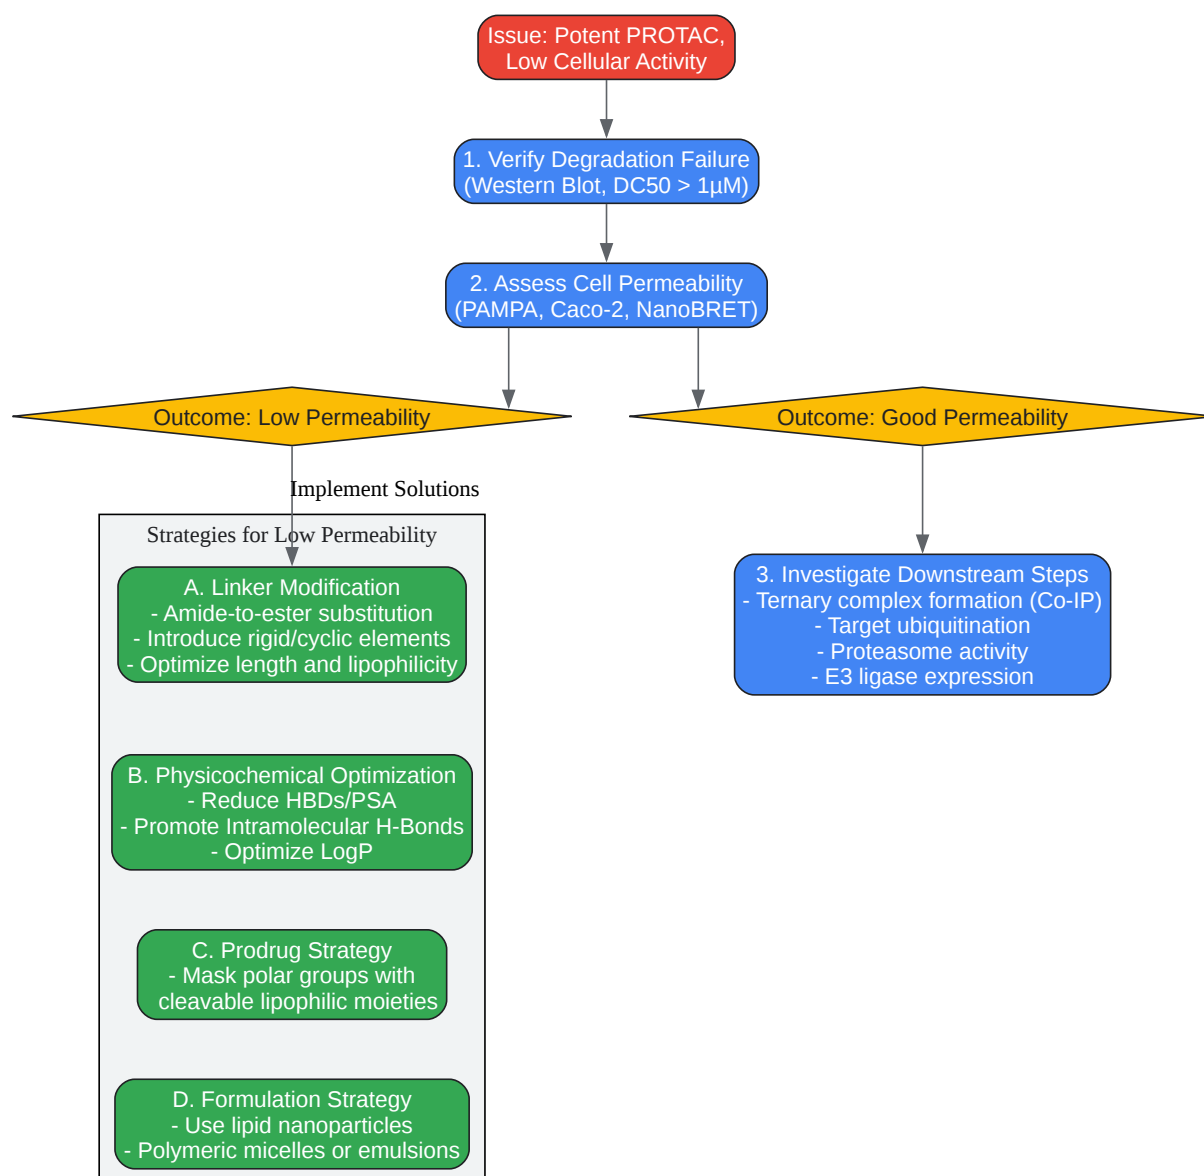 Issue: Potent PROTAC,
Low Cellular Activity
1. Verify Degradation Failure
(Western Blot, DC50 > 1µM)
2. Assess Cell Permeability
(PAMPA, Caco-2, NanoBRET)
Outcome: Low Permeability
Outcome: Good Permeability
Implement Solutions
Strategies for Low Permeability
A. Linker Modification
- Amide-to-ester substitution
- Introduce rigid/cyclic elements
- Optimize length and lipophilicity
3. Investigate Downstream Steps
- Ternary complex formation (Co-IP)
- Target ubiquitination
- Proteasome activity
- E3 ligase expression
B. Physicochemical Optimization
- Reduce HBDs/PSA
- Promote Intramolecular H-Bonds
- Optimize LogP
C. Prodrug Strategy
- Mask polar groups with
cleavable lipophilic moieties
D. Formulation Strategy
- Use lipid nanoparticles
- Polymeric micelles or emulsions